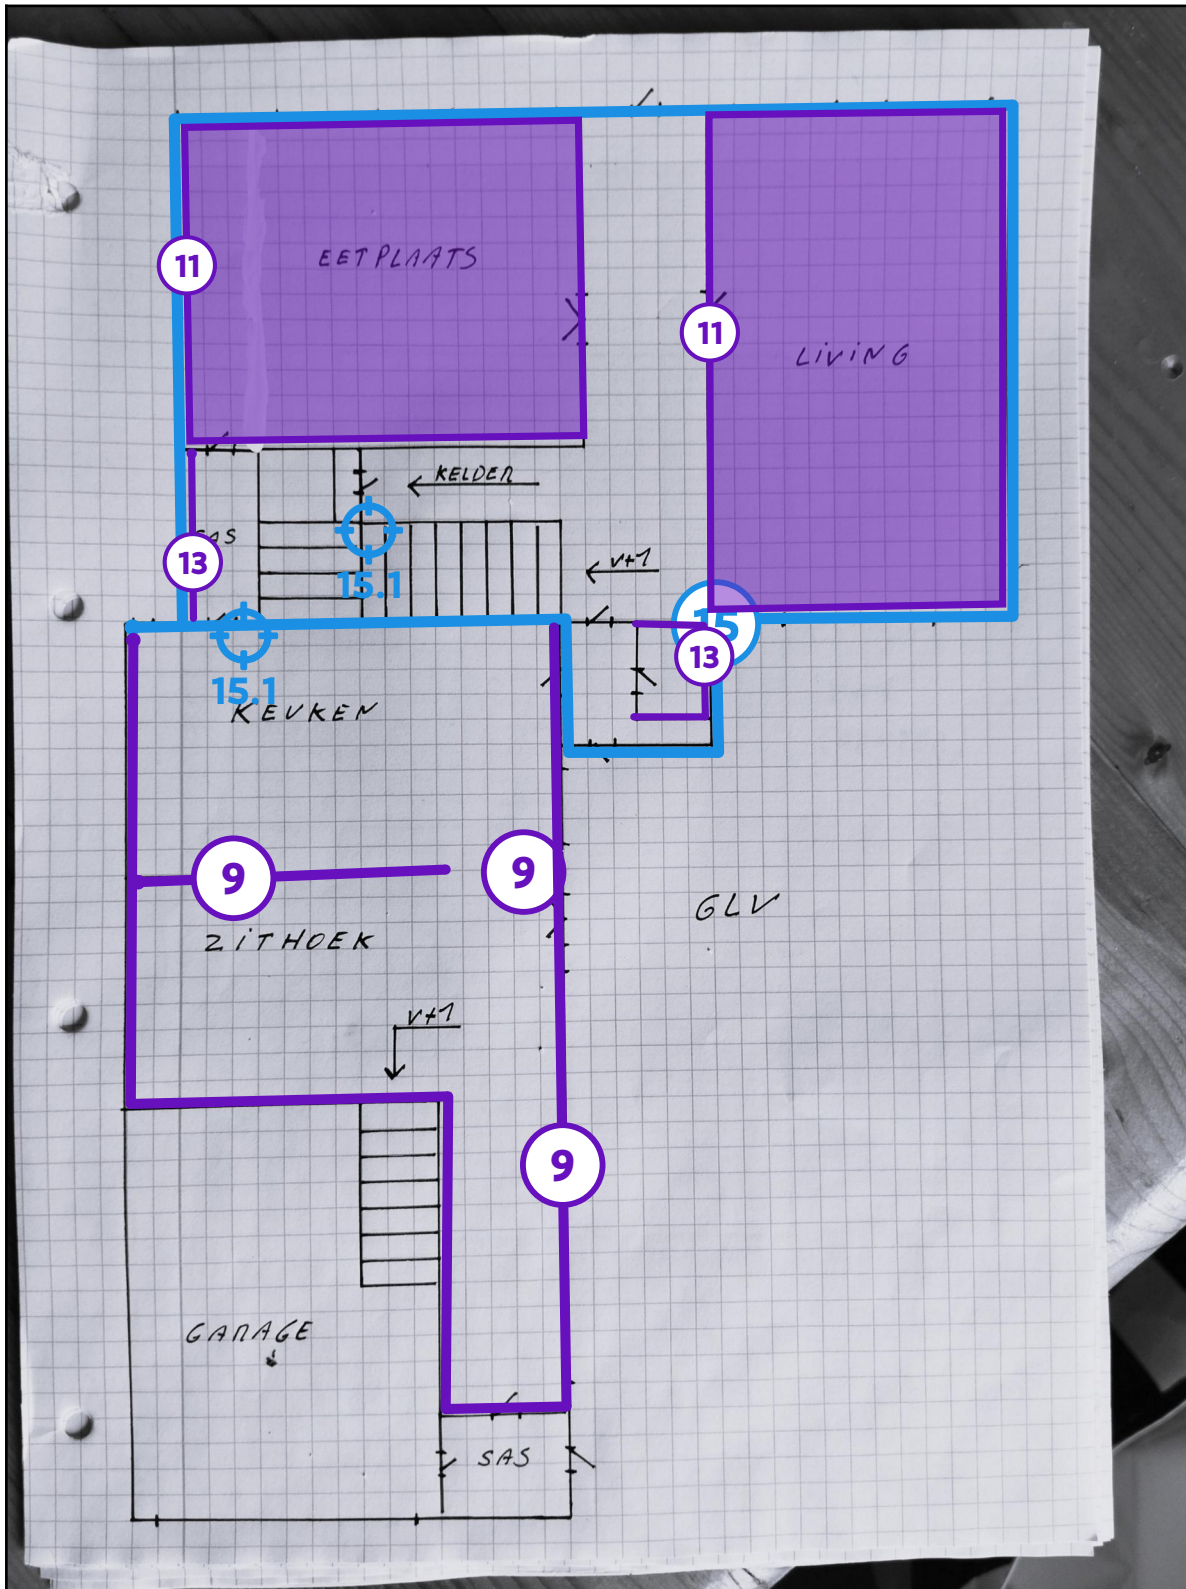 EETPLAATS
11
11
LiViNG
KELDER
SAS
13
15.1
V+1
15
13
15.1
KEUKEN
9
9
ZiTHOEK
GLV
V+1
9
GARAGE
SAS